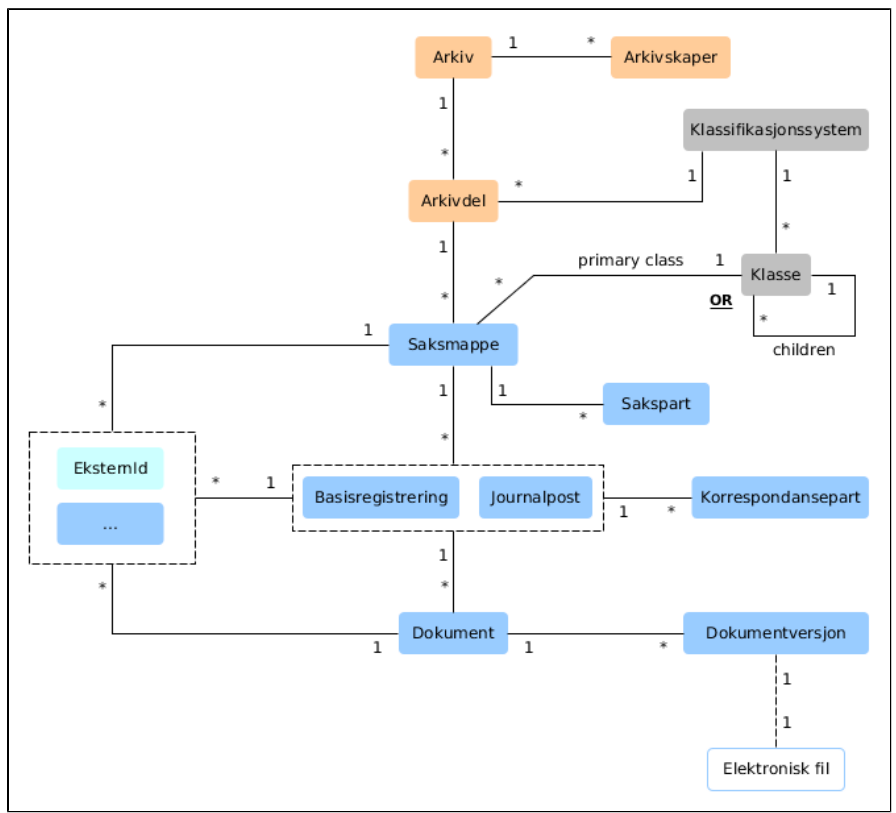 Arkiv
1
*
Arkivskaper
1
*
Klassifikasjonssystem
Arkivdel
*
1
1
*
1
*
primary class
1
*
Klasse
1
OR
*
children
Saksmappe
1
*
1
*
1
*
Sakspart
EksternId
...
*
1
Basisregistrering
Journalpost
1
*
Korrespondansepart
1
*
*
1
Dokument
1
*
Dokumentversjon
1
1
Elektronisk fil